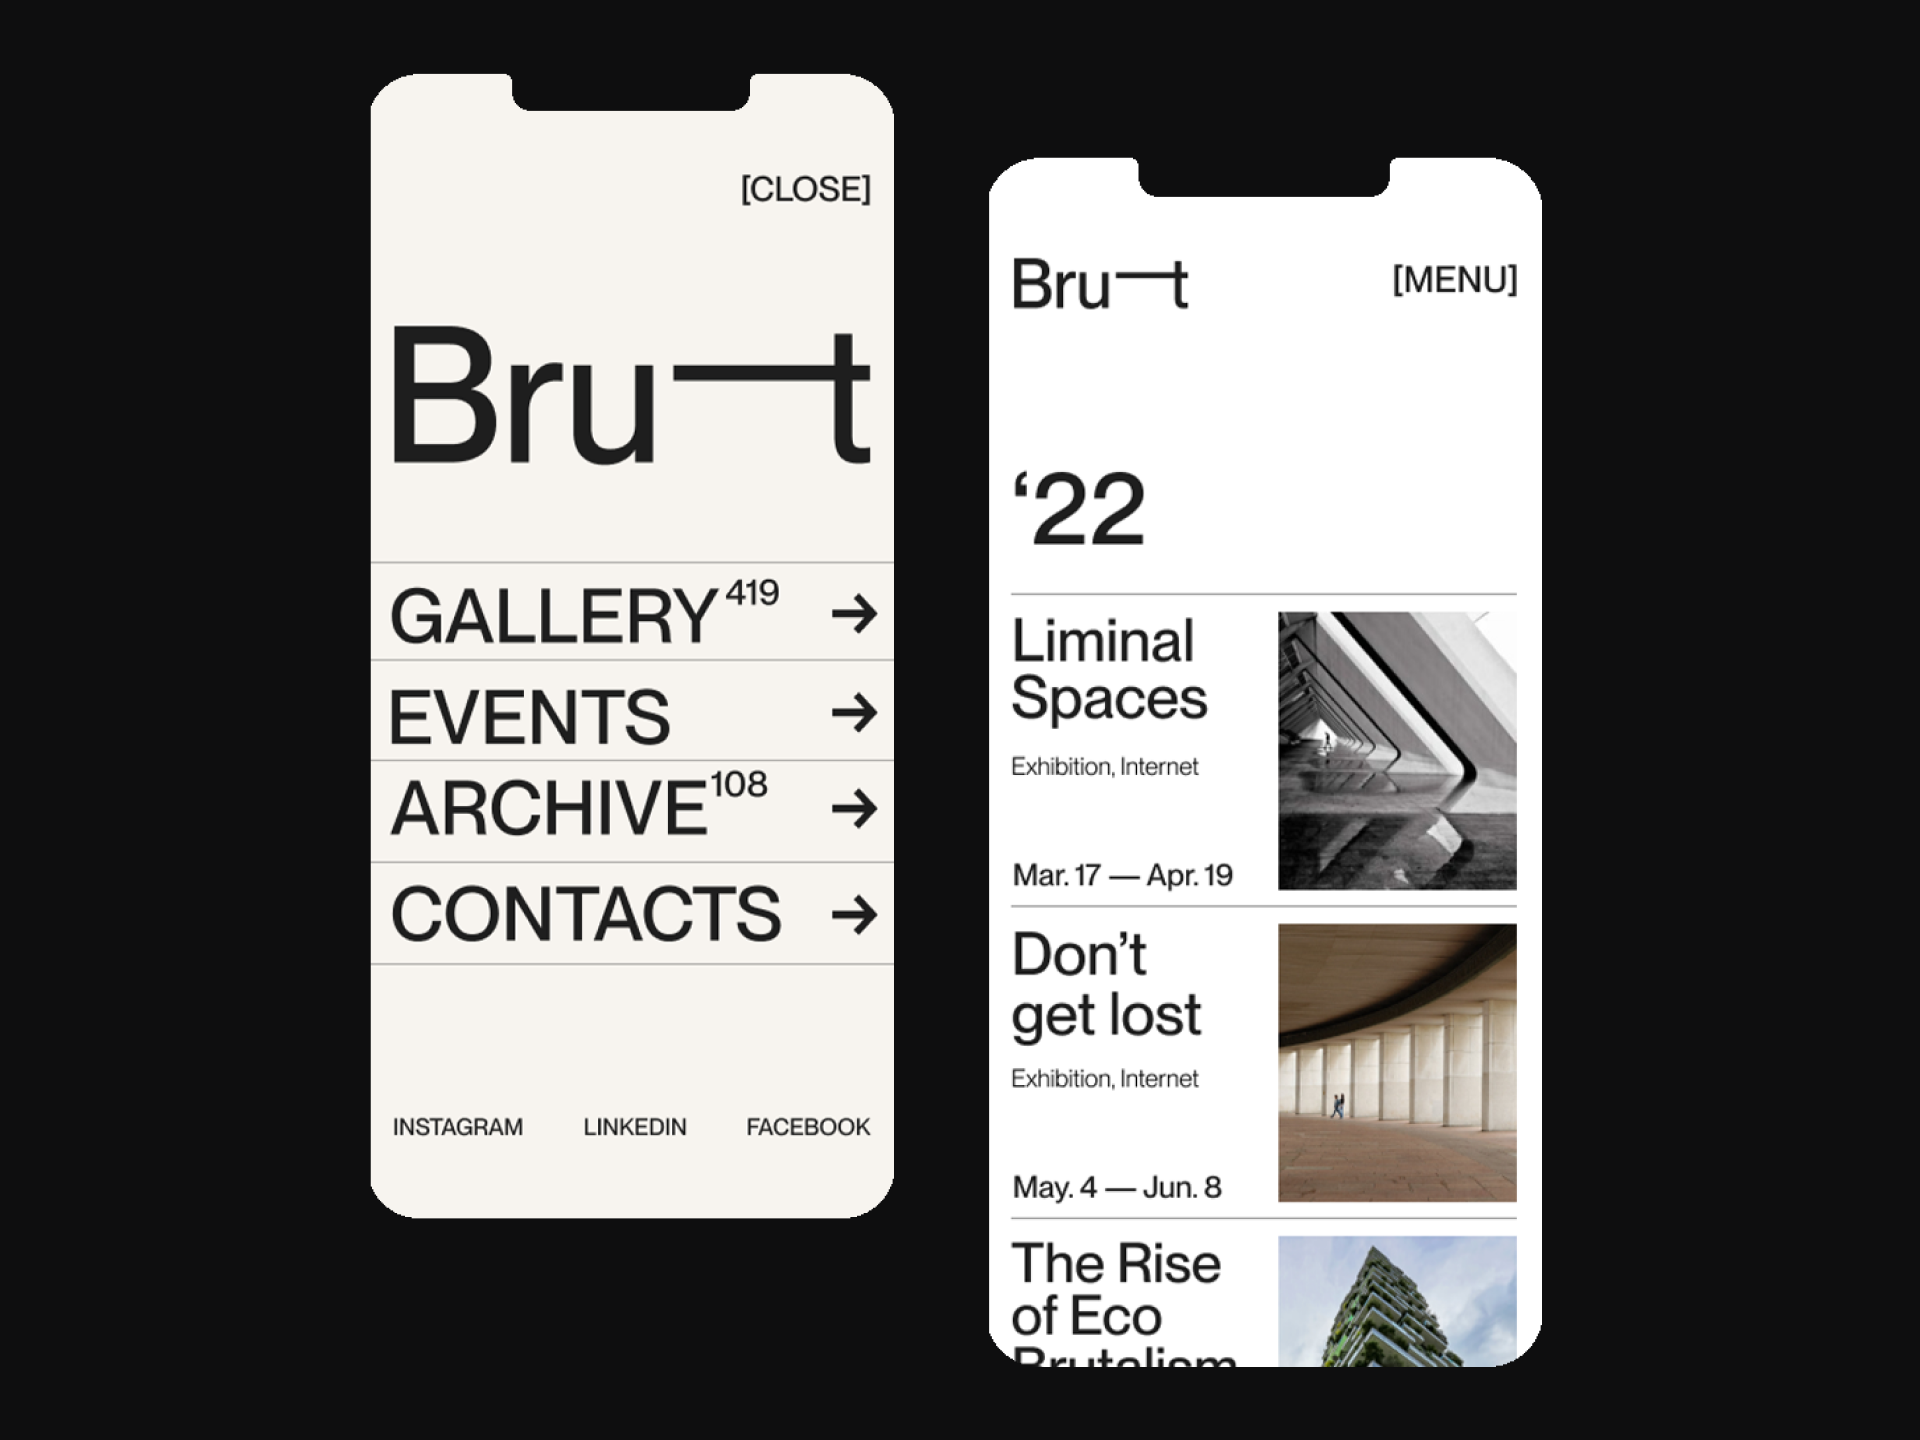 [CLOSE]
Bru—t
GALLERY 419
EVENTS
ARCHIVE 108
CONTACTS
INSTAGRAM LINKEDIN FACEBOOK
Bru—t [MENU]
‘22
Liminal
Spaces
Exhibition, Internet
Mar. 17 — Apr. 19
Don’t
get lost
Exhibition, Internet
May. 4 — Jun. 8
The Rise
of Eco
Brutalism